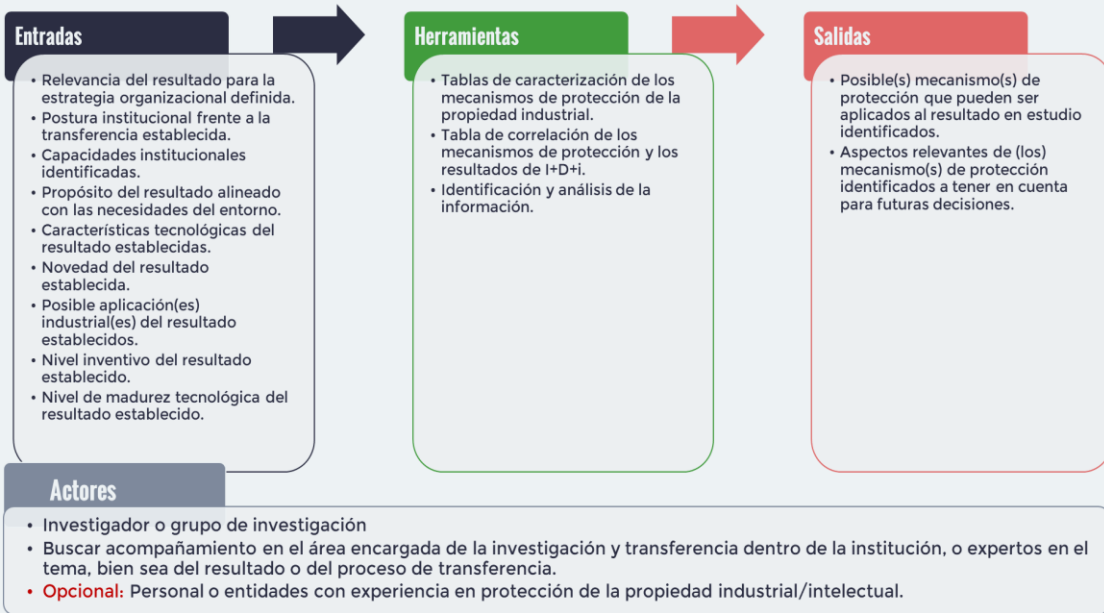 Entradas
• Relevancia del resultado para la
estrategia organizacional definida.
• Postura institucional frente a la
transferencia establecida.
• Capacidades institucionales
identificadas.
• Propósito del resultado alineado
con las necesidades del entorno.
• Características tecnológicas del
resultado establecidas.
• Novedad del resultado
establecida.
• Posible aplicación(es)
industrial(es) del resultado
establecidos.
• Nivel inventivo del resultado
establecido.
• Nivel de madurez tecnológica del
resultado establecido.
Herramientas
• Tablas de caracterización de los
mecanismos de protección de la
propiedad industrial.
• Tabla de correlación de los
mecanismos de protección y los
resultados de I+D+i.
• Identificación y análisis de la
información.
Salidas
• Posible(s) mecanismo(s) de
protección que pueden ser
aplicados al resultado en estudio
identificados.
• Aspectos relevantes de (los)
mecanismo(s) de protección
identificados a tener en cuenta
para futuras decisiones.
Actores
• Investigador o grupo de investigación
• Buscar acompañamiento en el área encargada de la investigación y transferencia dentro de la institución, o expertos en el
tema, bien sea del resultado o del proceso de transferencia.
• Opcional: Personal o entidades con experiencia en protección de la propiedad industrial/intelectual.